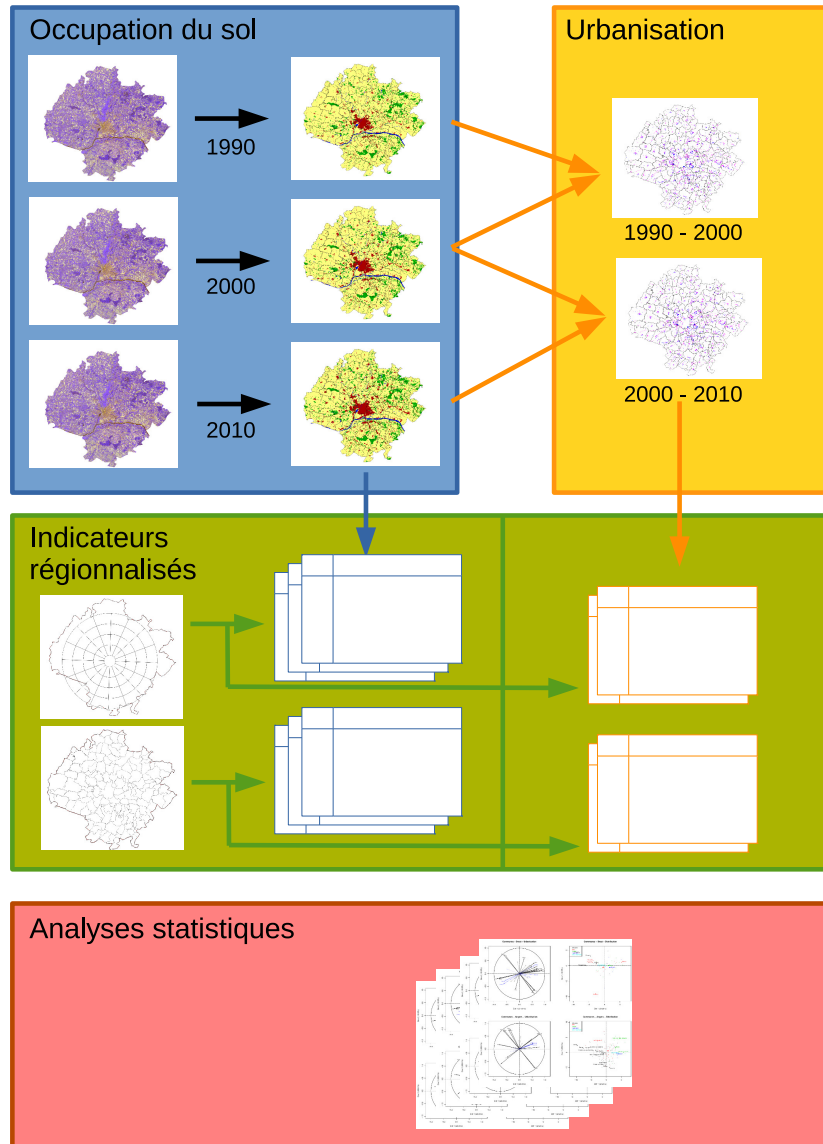 Occupation du sol
1990
2000
2010
Urbanisation
1990 - 2000
2000 - 2010
Indicateurs
régionnalisés
Analyses statistiques